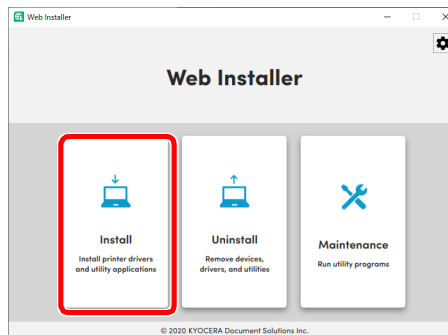 Web Installer
Web Installer
Install
Install printer drivers
and utility applications
Uninstall
Remove devices,
drivers, and utilities
Maintenance
Run utility programs
© 2020 KYOCERA Document Solutions Inc.